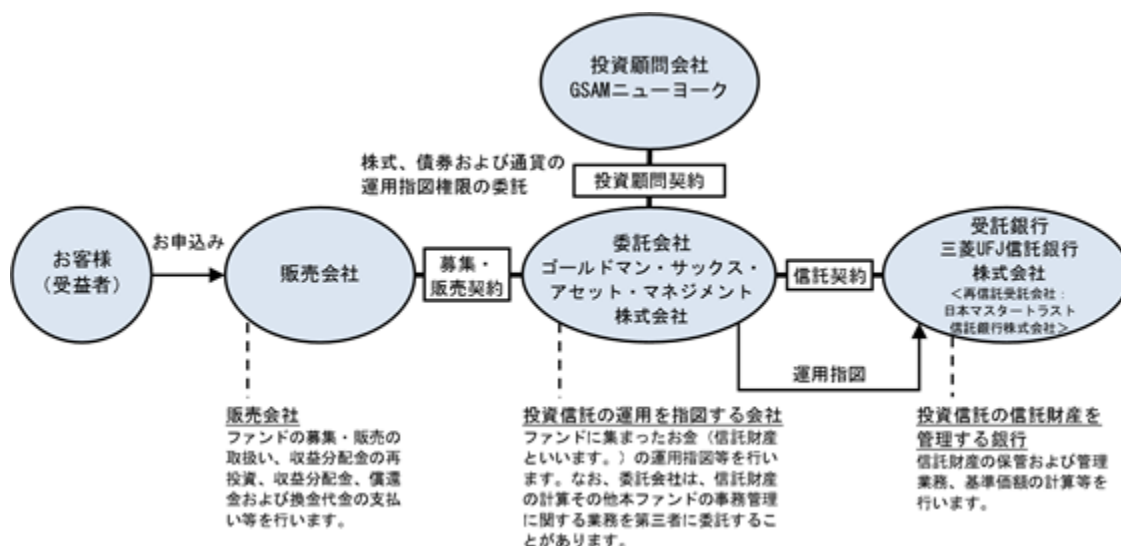 投資顧問会社
GSAMニューヨーク
株式、債券および通貨の
運用指図権限の委託
投資顧問契約
お客様
（受益者）
お申込み
販売会社
募集・
販売契約
委託会社
ゴールドマン・サックス・
アセット・マネジメント
株式会社
信託契約
受託銀行
三菱UFJ信託銀行
株式会社
＜再信託受託会社：
日本マスタートラスト
信託銀行株式会社＞
運用指図
販売会社
ファンドの募集・販売の
取扱い、収益分配金の再
投資、収益分配金、償還
金および換金代金の支払
い等を行います。
投資信託の運用を指図する会社
ファンドに集まったお金（信託財産
といいます。）の運用指図等を行い
ます。なお、委託会社は、信託財産
の計算その他本ファンドの事務管理
に関する業務を第三者に委託するこ
とがあります。
投資信託の信託財産を
管理する銀行
信託財産の保管および管理
業務、基準価額の計算等を
行います。